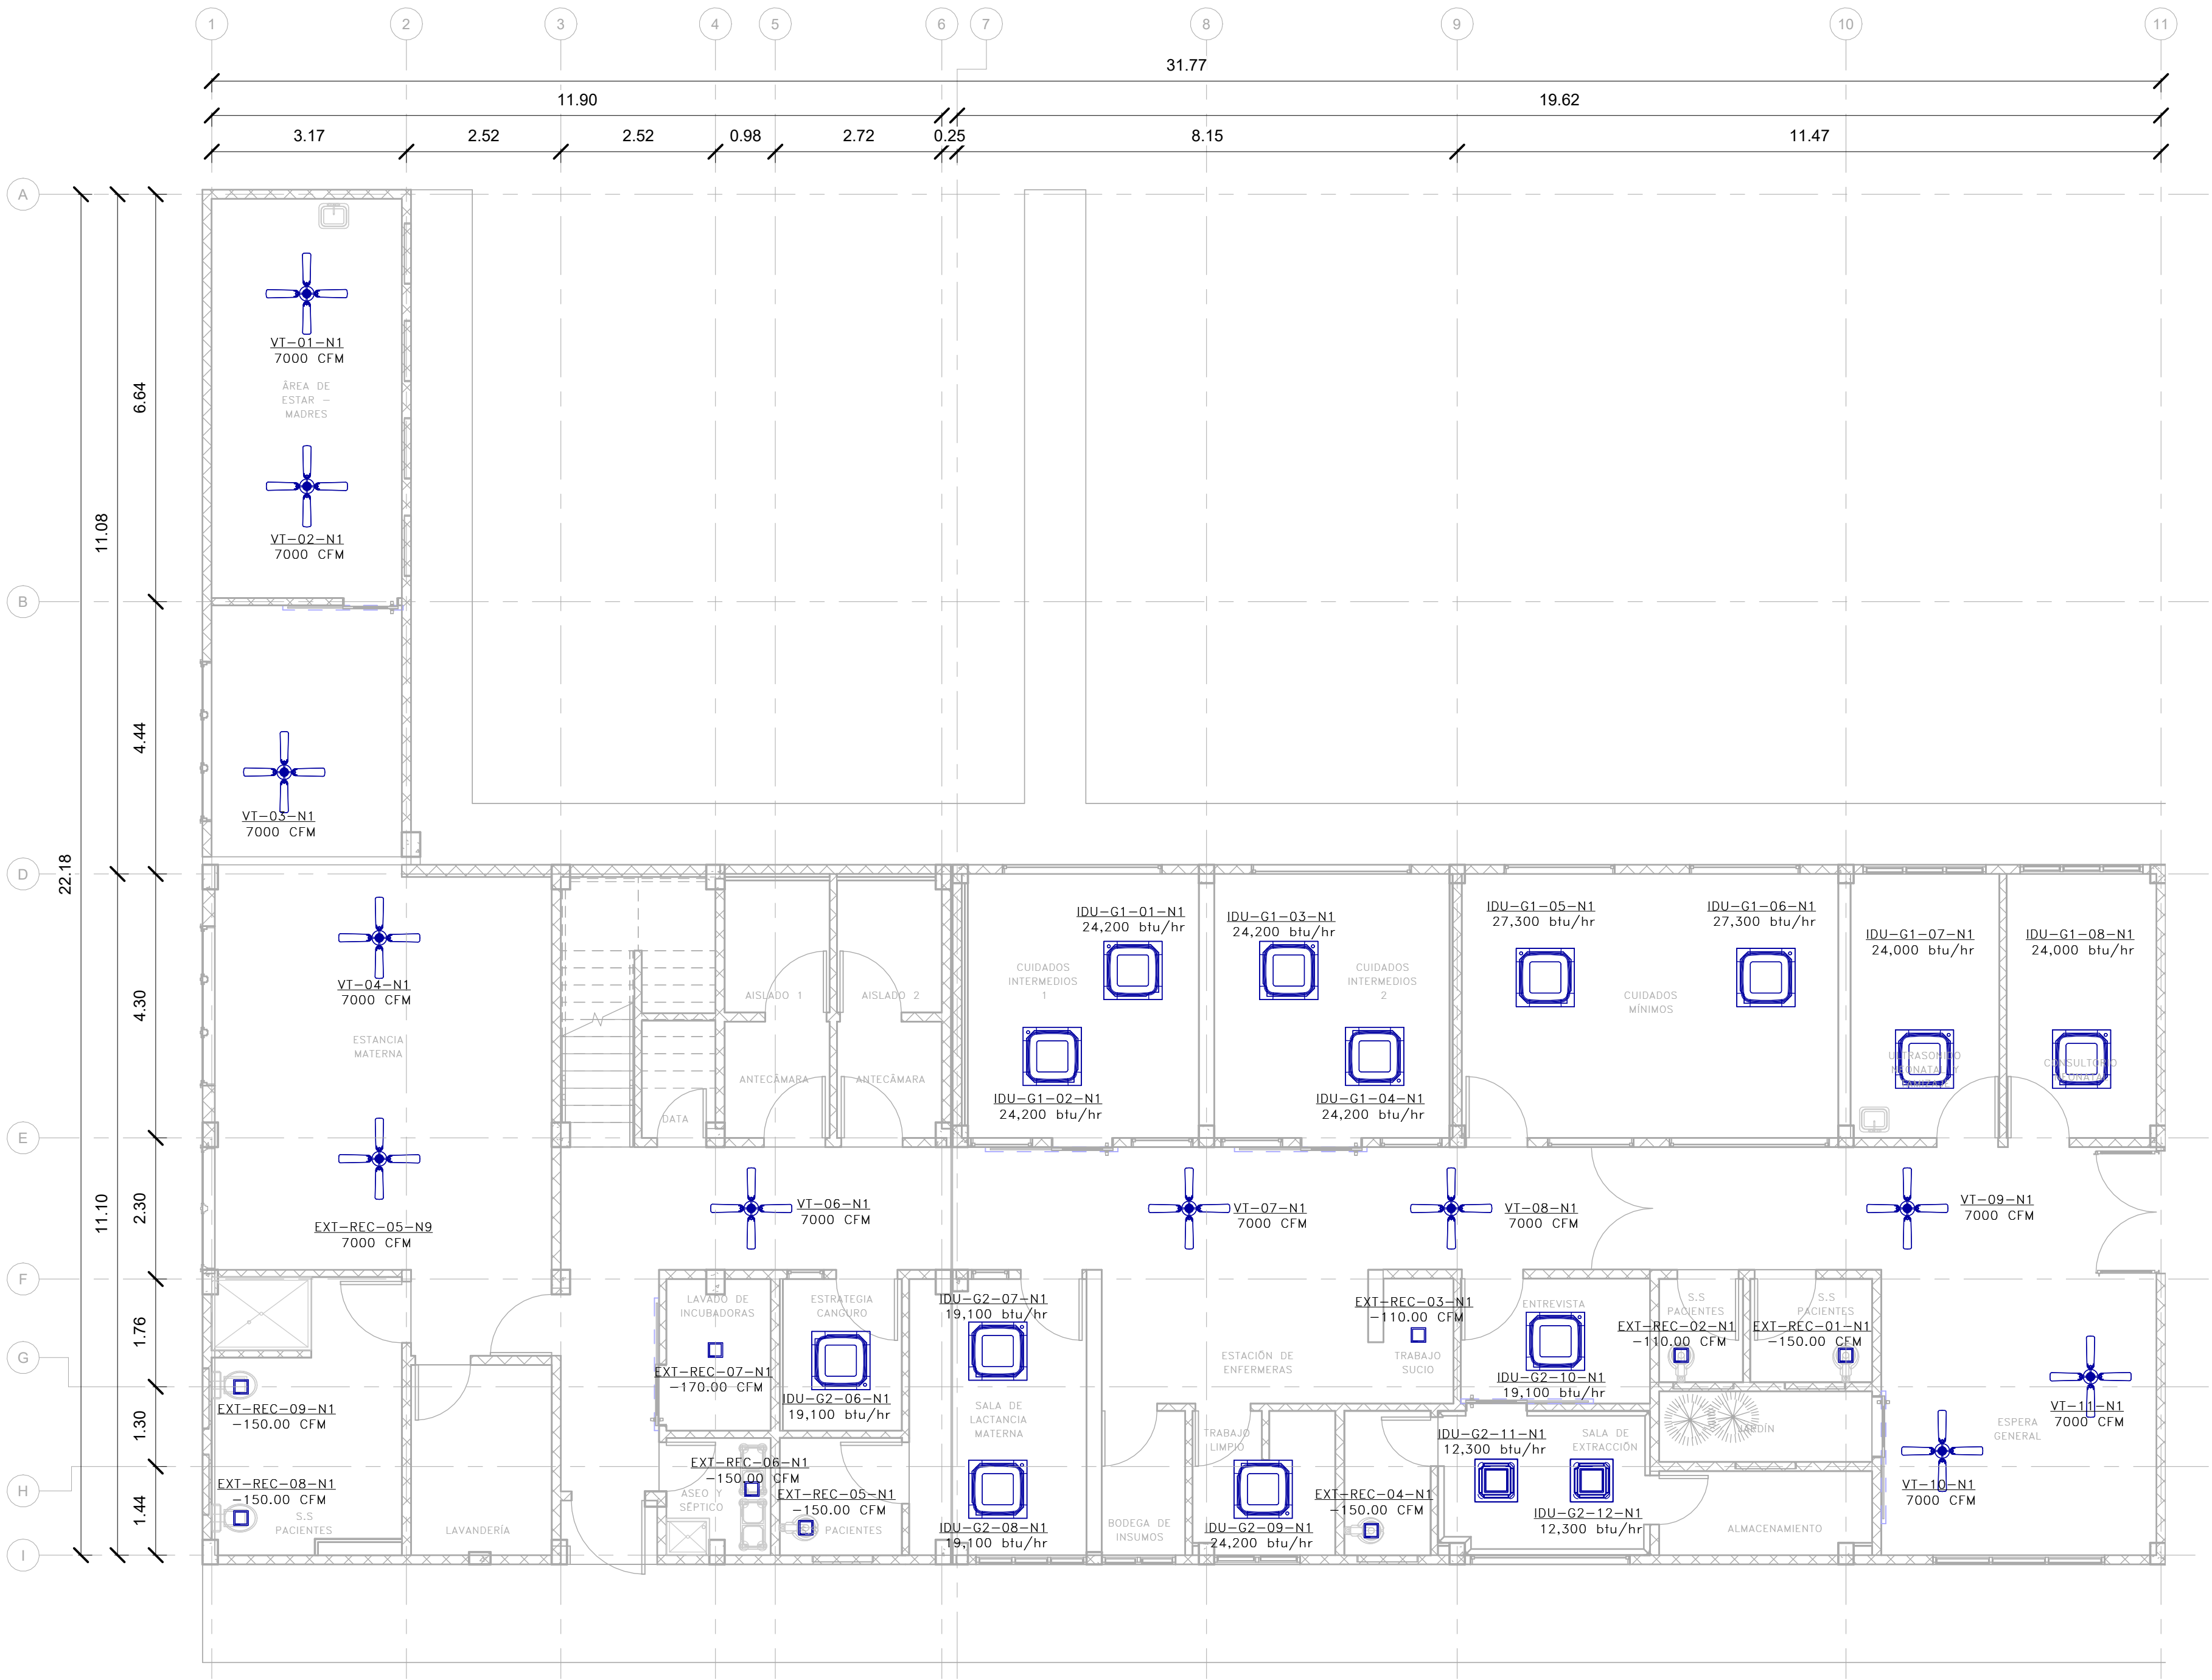 1
2
3
4
5
6
7
8
9
10
11
31.77
11.90
19.62
3.17
2.52
2.52
0.98
2.72
0.25
8.15
11.47
A
B
D
E
F
G
H
I
22.18
11.08
11.10
6.64
4.44
4.30
2.30
1.76
1.30
1.44
VT-01-N1
7000 CFM
ÁREA DE
ESTAR -
MADRES
VT-02-N1
7000 CFM
VT-03-N1
7000 CFM
VT-04-N1
7000 CFM
ESTANCIA
MATERNA
EXT-REC-05-N9
7000 CFM
AISLADO 1
AISLADO 2
ANTECÁMARA
ANTECÁMARA
DATA
IDU-G1-01-N1
24,200 btu/hr
CUIDADOS
INTERMEDIOS
1
IDU-G1-02-N1
24,200 btu/hr
IDU-G1-03-N1
24,200 btu/hr
CUIDADOS
INTERMEDIOS
2
IDU-G1-04-N1
24,200 btu/hr
IDU-G1-05-N1
27,300 btu/hr
IDU-G1-06-N1
27,300 btu/hr
CUIDADOS
MÍNIMOS
IDU-G1-07-N1
24,000 btu/hr
ULTRASONIDO
NEONATAL Y
IDU-G1-08-N1
24,000 btu/hr
CONSULTORIO
NEONATAL
VT-06-N1
7000 CFM
VT-07-N1
7000 CFM
VT-08-N1
7000 CFM
VT-09-N1
7000 CFM
LAVADO DE
INCUBADORAS
EXT-REC-07-N1
-170.00 CFM
ESTRATEGIA
CANGURO
IDU-G2-06-N1
19,100 btu/hr
IDU-G2-07-N1
19,100 btu/hr
SALA DE
LACTANCIA
MATERNA
IDU-G2-08-N1
19,100 btu/hr
ESTACIÓN DE
ENFERMERAS
EXT-REC-03-N1
-110.00 CFM
TRABAJO
SUCIO
ENTREVISTA
IDU-G2-10-N1
19,100 btu/hr
S.S
PACIENTES
EXT-REC-02-N1
-110.00 CFM
S.S
PACIENTES
EXT-REC-01-N1
-150.00 CFM
JARDÍN
VT-11-N1
7000 CFM
ESPERA
GENERAL
VT-10-N1
7000 CFM
EXT-REC-09-N1
-150.00 CFM
EXT-REC-08-N1
-150.00 CFM
S.S
PACIENTES
LAVANDERÍA
EXT-REC-06-N1
-150.00 CFM
ASEO Y
SÉPTICO
EXT-REC-05-N1
-150.00 CFM
PACIENTES
BODEGA DE
INSUMOS
TRABAJO
LIMPIO
IDU-G2-09-N1
24,200 btu/hr
EXT-REC-04-N1
-150.00 CFM
IDU-G2-11-N1
12,300 btu/hr
SALA DE
EXTRACCIÓN
IDU-G2-12-N1
12,300 btu/hr
ALMACENAMIENTO